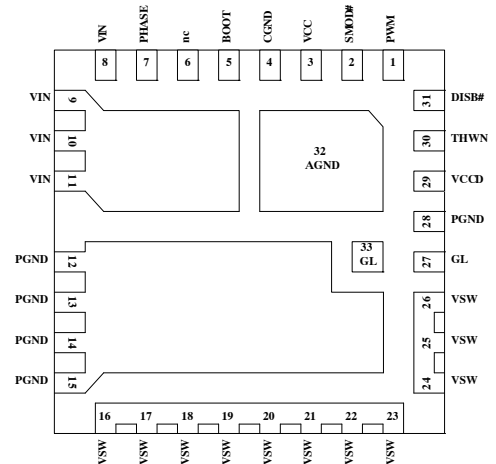 VIN
PHASE
nc
BOOT
CGND
VCC
SMOD#
PWM
8
7
6
5
4
3
2
1
VIN
9
31
DISB#
VIN
10
30
THWN
32
AGND
VIN
11
29
VCCD
28
PGND
PGND
12
33
GL
27
GL
PGND
13
26
VSW
PGND
14
25
VSW
PGND
15
24
VSW
16
17
18
19
20
21
22
23
VSW
VSW
VSW
VSW
VSW
VSW
VSW
VSW